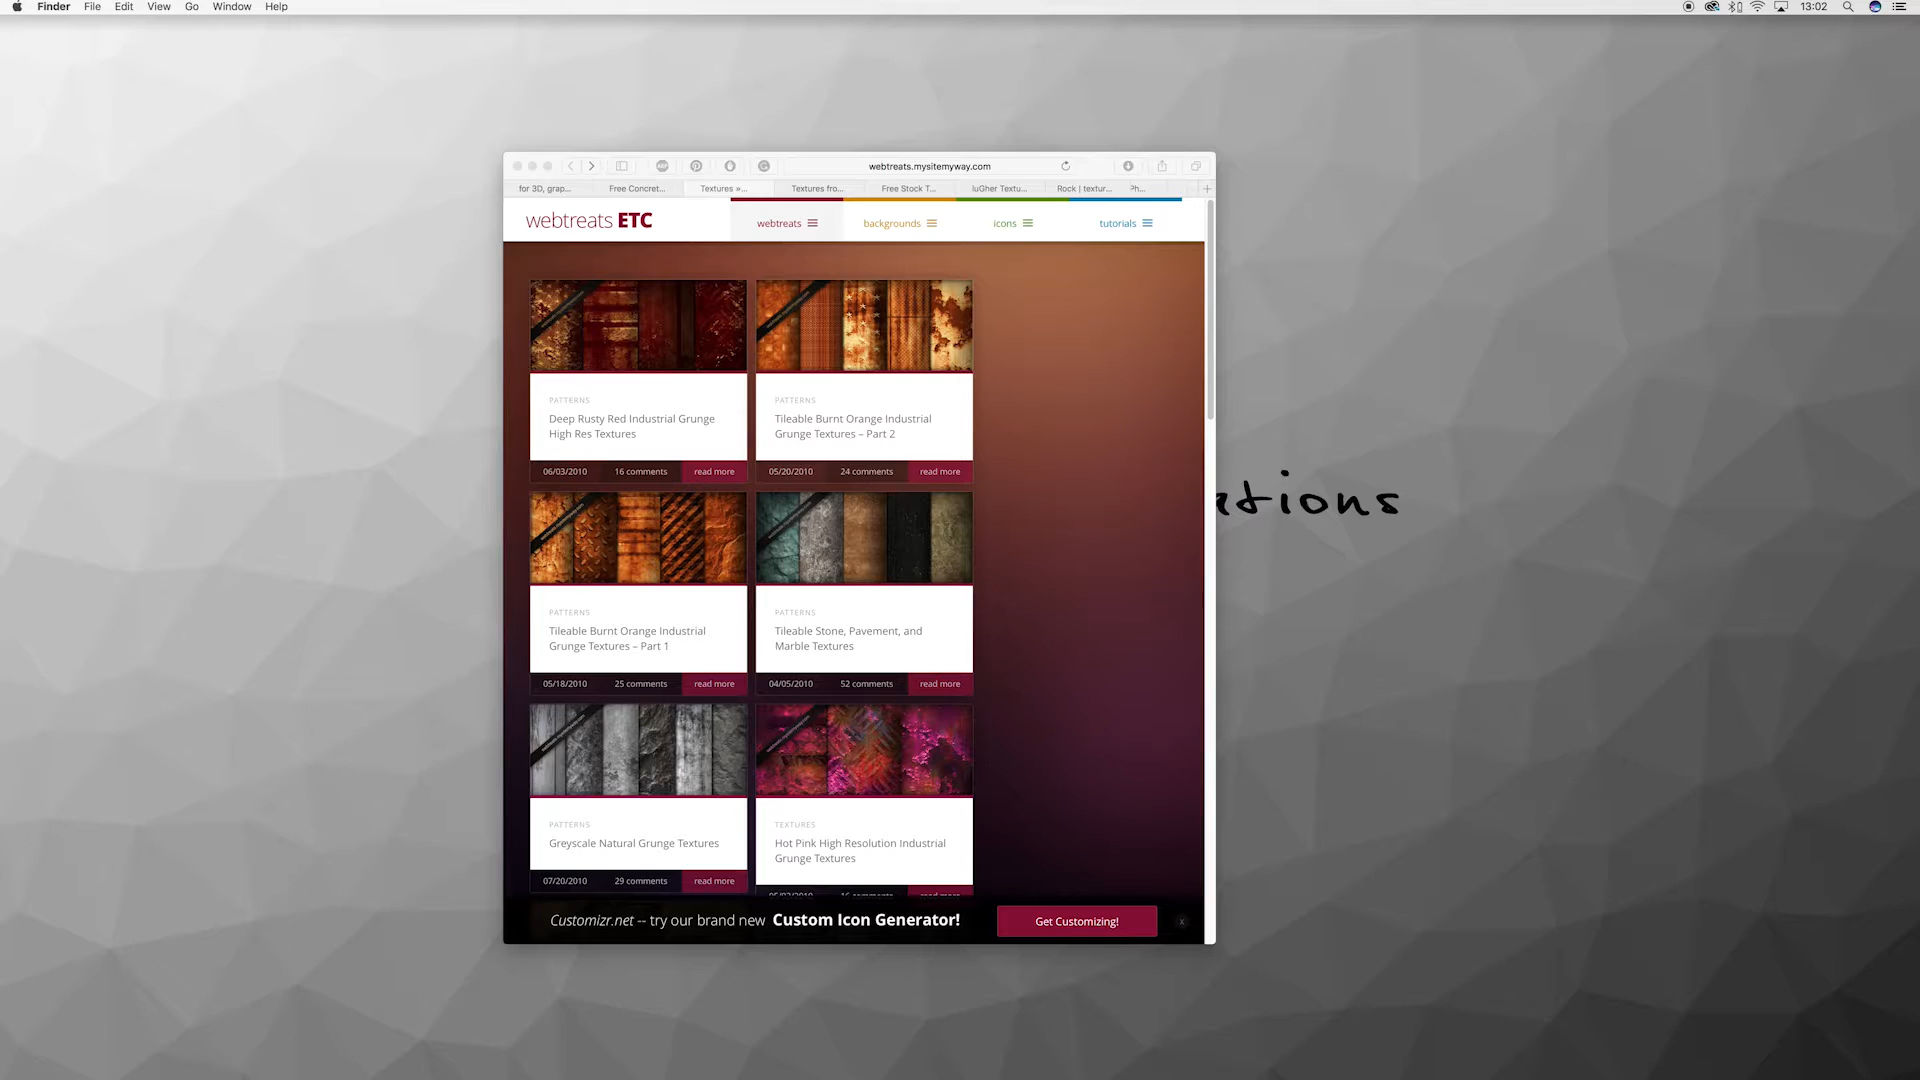 Finder File Edit View Go Window Help 13:02
webtreats.mysitemyway.com
for 3D, grap... Free Concret... Textures »... Textures fro... Free Stock T... luGher Textu... Rock | textur... Ph...
webtreats ETC webtreats backgrounds icons tutorials
PATTERNS
Deep Rusty Red Industrial Grunge
High Res Textures
06/03/2010 16 comments read more
PATTERNS
Tileable Burnt Orange Industrial
Grunge Textures – Part 2
05/20/2010 24 comments read more
PATTERNS
Tileable Burnt Orange Industrial
Grunge Textures – Part 1
05/18/2010 25 comments read more
PATTERNS
Tileable Stone, Pavement, and
Marble Textures
04/05/2010 52 comments read more
PATTERNS
Greyscale Natural Grunge Textures
07/20/2010 29 comments read more
TEXTURES
Hot Pink High Resolution Industrial
Grunge Textures
Customizr.net -- try our brand new Custom Icon Generator! Get Customizing! x
ations